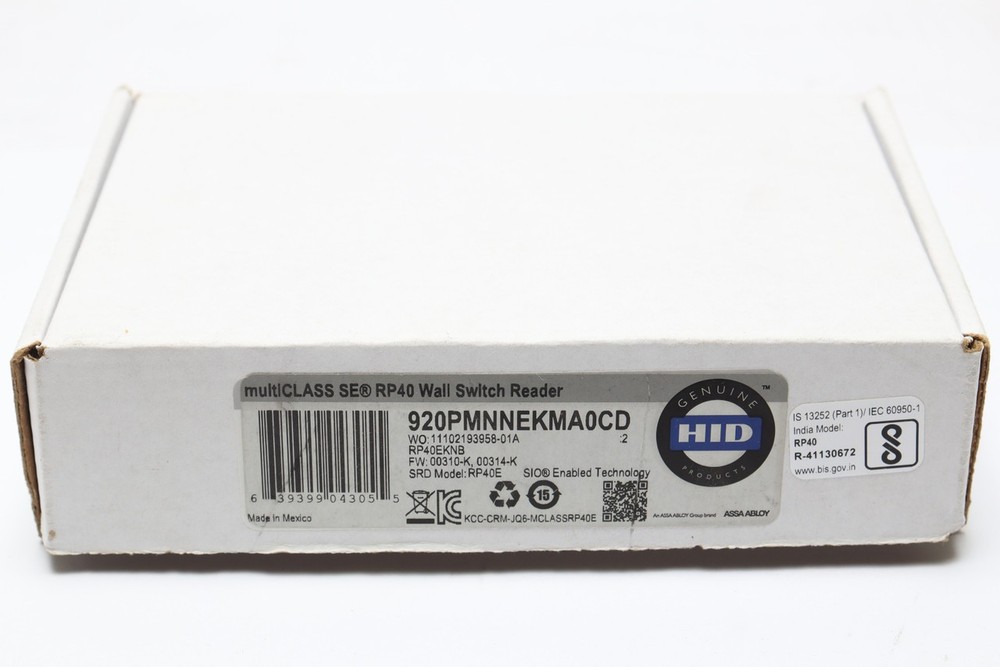 multiCLASS SE® RP40 Wall Switch Reader
920PMNNEKMA0CD
WO:11102193958-01A :2
RP40EKNB
FW: 00310-K, 00314-K
SRD Model:RP40E SIO® Enabled Technology
6 39399 04305 5
15
KCC-CRM-JQ6-MCLASSRP40E
Made in Mexico
GENUINE
HID
PRODUCTS
™
An ASSA ABLOY Group brand ASSA ABLOY
IS 13252 (Part 1)/ IEC 60950-1
India Model:
RP40
R-41130672
www.bis.gov.in